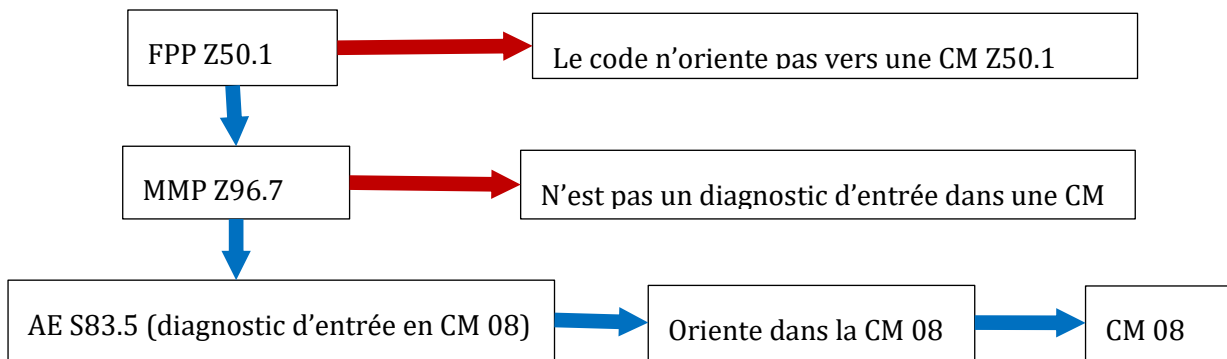 FPP Z50.1
Le code n’oriente pas vers une CM Z50.1
MMP Z96.7
N’est pas un diagnostic d’entrée dans une CM
AE S83.5 (diagnostic d’entrée en CM 08)
Oriente dans la CM 08
CM 08